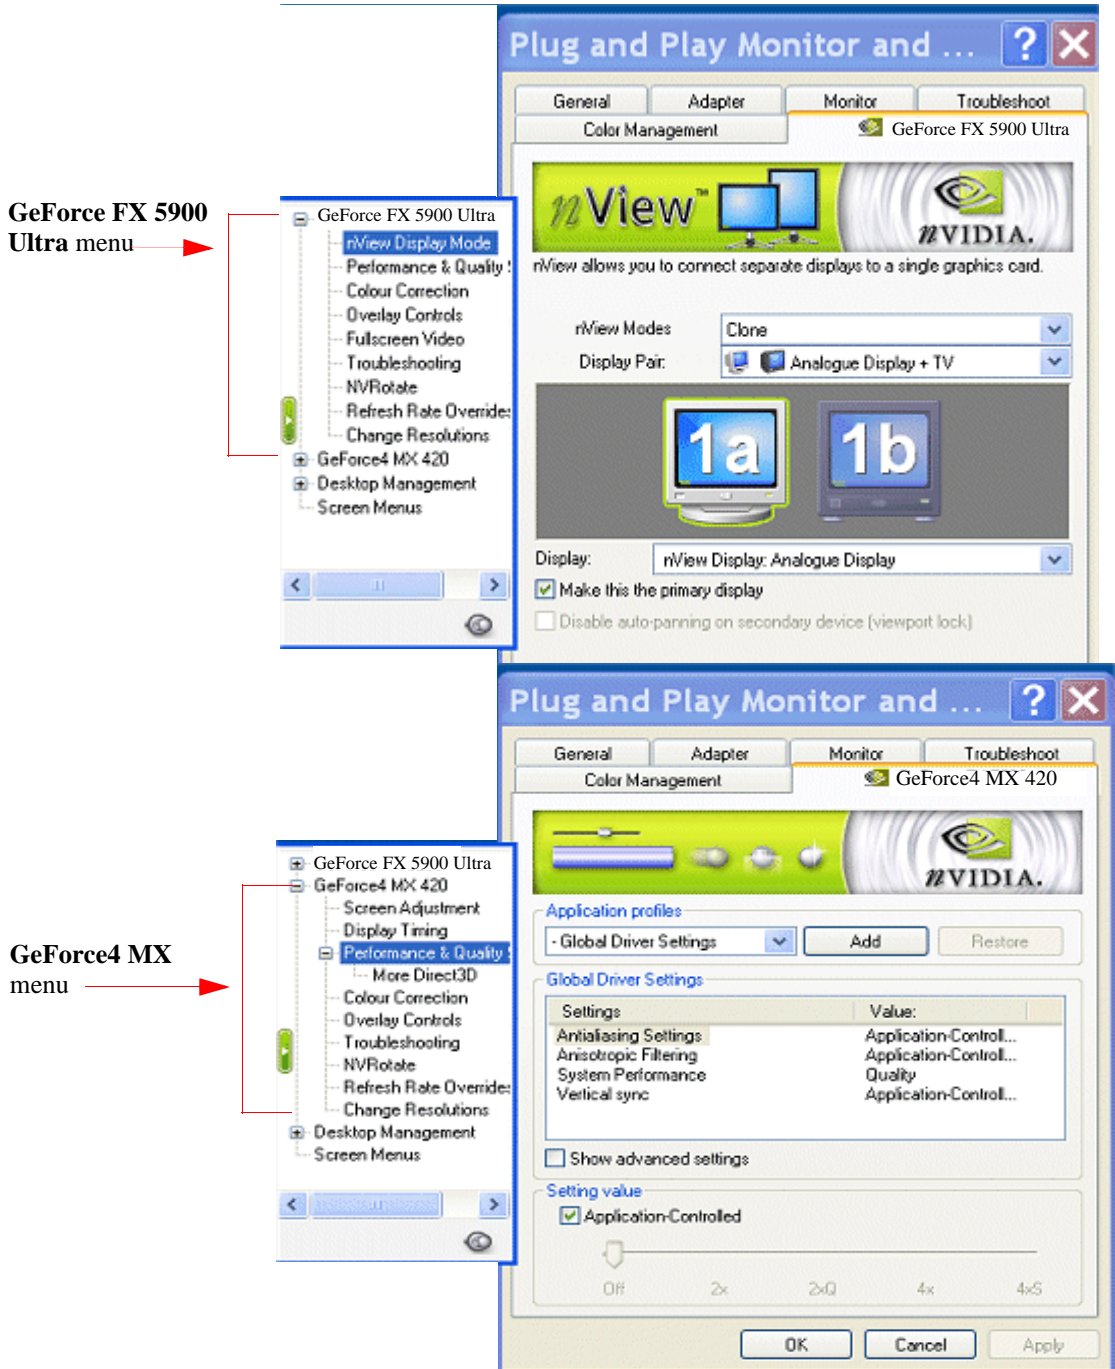 Plug and Play Monitor and ...
General Adapter Monitor Troubleshoot
Color Management GeForce FX 5900 Ultra
nView™
nVIDIA.
nView allows you to connect separate displays to a single graphics card.
nView Modes Clone
Display Pair: Analogue Display + TV
1a 1b
Display: nView Display: Analogue Display
Make this the primary display
Disable auto-panning on secondary device (viewport lock)
GeForce FX 5900
Ultra menu
GeForce FX 5900 Ultra
nView Display Mode
Performance & Quality S
Colour Correction
Overlay Controls
Fullscreen Video
Troubleshooting
NVRotate
Refresh Rate Overrides
Change Resolutions
GeForce4 MX 420
Desktop Management
Screen Menus
Plug and Play Monitor and ...
General Adapter Monitor Troubleshoot
Color Management GeForce4 MX 420
nVIDIA.
Application profiles
- Global Driver Settings Add Restore
Global Driver Settings
Settings Value:
Antialiasing Settings Application-Controll...
Anisotropic Filtering Application-Controll...
System Performance Quality
Vertical sync Application-Controll...
Show advanced settings
Setting value
Application-Controlled
Off 2x 2xQ 4x 4xS
OK Cancel Apply
GeForce4 MX
menu
GeForce FX 5900 Ultra
GeForce4 MX 420
Screen Adjustment
Display Timing
Performance & Quality S
More Direct3D
Colour Correction
Overlay Controls
Troubleshooting
NVRotate
Refresh Rate Overrides
Change Resolutions
Desktop Management
Screen Menus